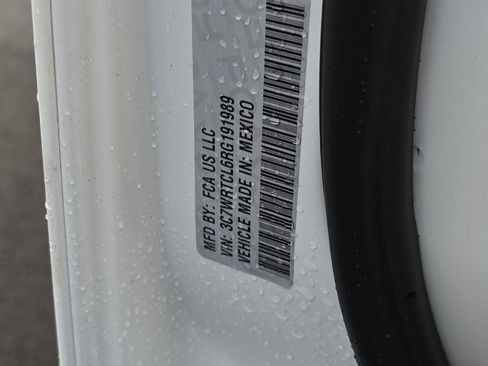 MFD BY: FCA US LLC
VIN: 3C7WRTCL6RG191989
VEHICLE MADE IN: MEXICO